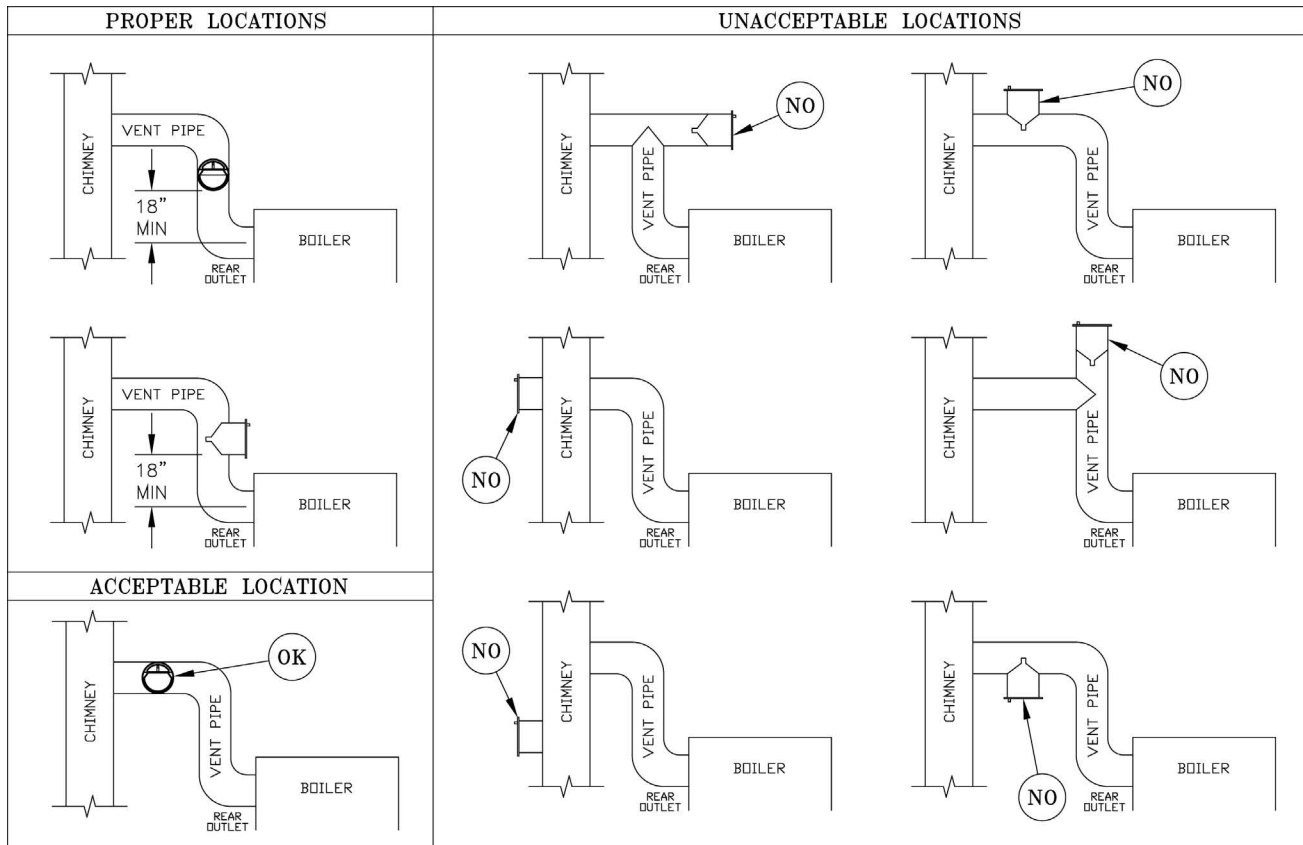 PROPER LOCATIONS
CHIMNEY
VENT PIPE
18"
MIN
BOILER
REAR
OUTLET
CHIMNEY
VENT PIPE
18"
MIN
BOILER
REAR
OUTLET
ACCEPTABLE LOCATION
CHIMNEY
OK
VENT PIPE
BOILER
REAR
OUTLET
UNACCEPTABLE LOCATIONS
CHIMNEY
NO
VENT PIPE
BOILER
REAR
OUTLET
CHIMNEY
NO
VENT PIPE
BOILER
REAR
OUTLET
NO
CHIMNEY
VENT PIPE
BOILER
REAR
OUTLET
CHIMNEY
NO
VENT PIPE
BOILER
REAR
OUTLET
NO
CHIMNEY
VENT PIPE
BOILER
REAR
OUTLET
CHIMNEY
NO
VENT PIPE
BOILER
REAR
OUTLET